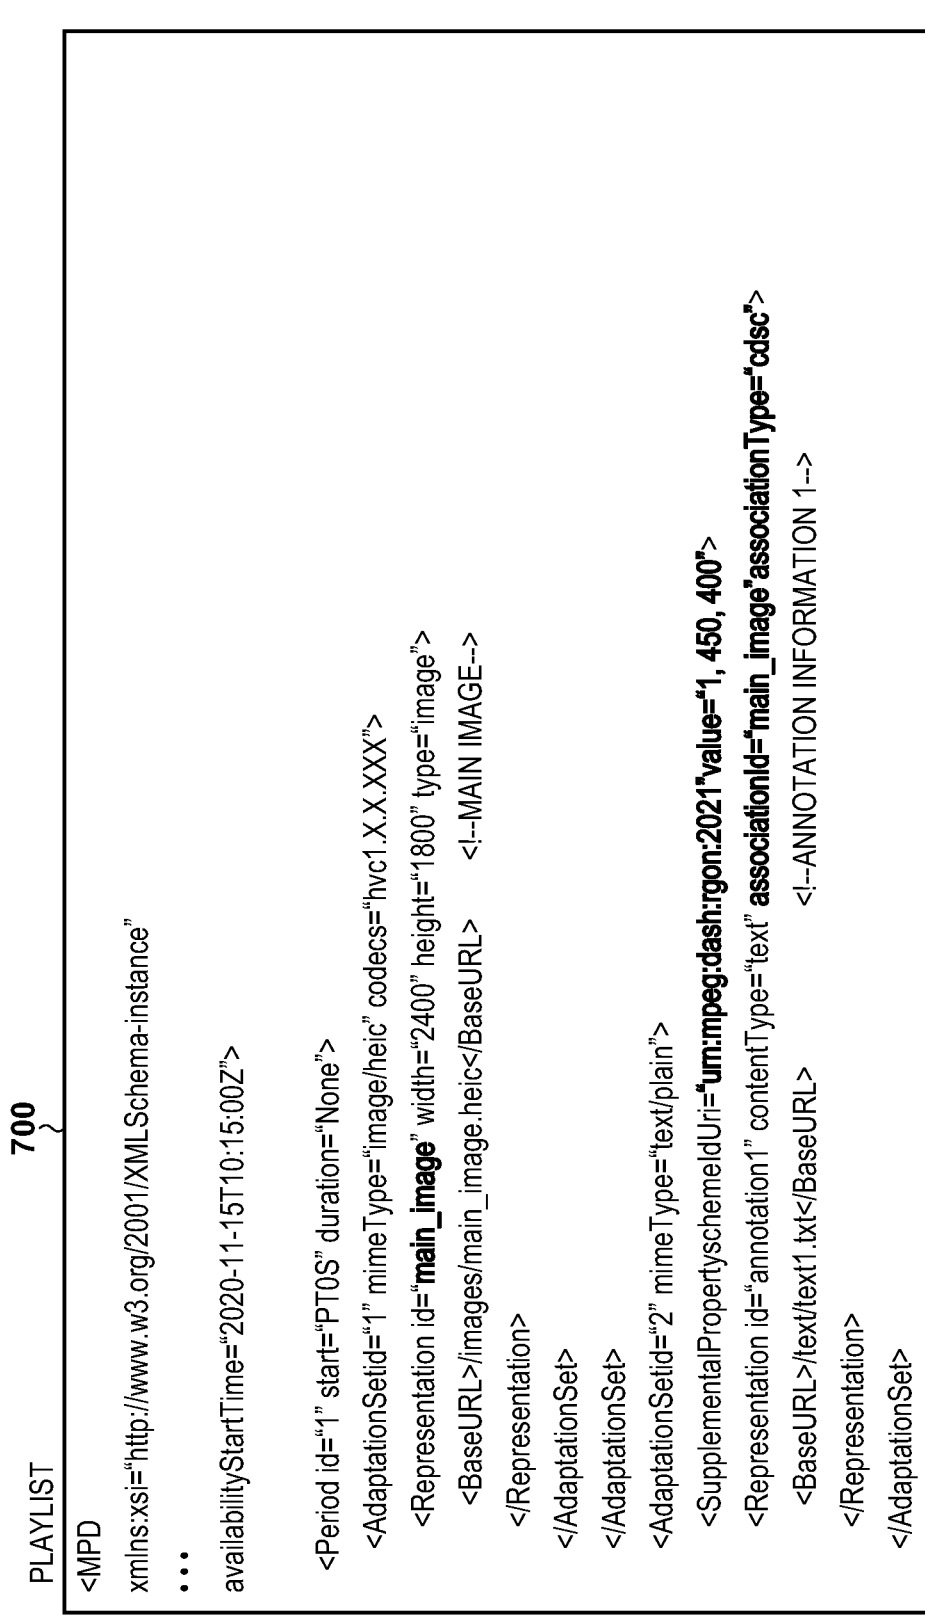 700
PLAYLIST
<MPD
xmlns:xsi=“http://www.w3.org/2001/XMLSchema-instance”
•••
availabilityStartTime=“2020-11-15T10:15:00Z”>
<Period id=“1” start=“PT0S” duration=“None”>
<AdaptationSetid=“1” mimeType=“image/heic” codecs=“hvc1.X.X.XXX”>
<Representation id=“main_image” width=“2400” height=“1800” type=“image”>
<BaseURL>/images/main_image.heic</BaseURL> <!--MAIN IMAGE-->
</Representation>
</AdaptationSet>
</AdaptationSet>
<AdaptationSetid=“2” mimeType=“text/plain”>
<SupplementalPropertyschemeIdUri=“urn:mpeg:dash:rgon:2021”value=“1, 450, 400”>
<Representation id=“annotation1” contentType=“text” associationId=“main_image”associationType=“cdsc”>
<BaseURL>/text/text1.txt</BaseURL> <!--ANNOTATION INFORMATION 1-->
</Representation>
</AdaptationSet>